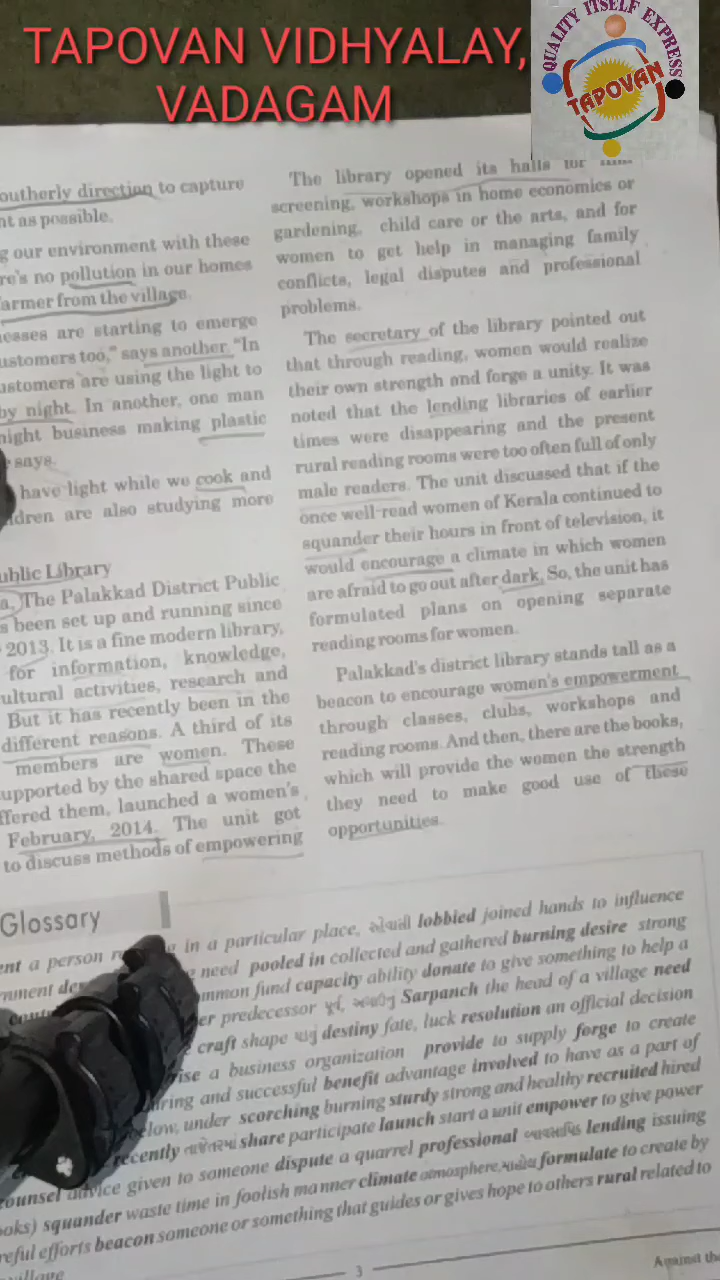 TAPOVAN VIDHYALAY,
VADAGAM
QUALITY ITSELF EXPRESS
TAPOVAN
outherly direction to capture
nt as possible.
g our environment with these
re's no pollution in our homes
armer from the village.
esses are starting to emerge
ustomers too," says another. "In
ustomers are using the light to
by night. In another, one man
night business making plastic
says.
have light while we cook and
ldren are also studying more
ublic Library
a, The Palakkad District Public
s been set up and running since
2013. It is a fine modern library,
for information, knowledge,
ultural activities, research and
But it has recently been in the
different reasons. A third of its
members are women. These
upported by the shared space the
ffered them, launched a women's
February, 2014. The unit got
to discuss methods of empowering
The library opened its halls for
screening, workshops in home economics or
gardening, child care or the arts, and for
women to get help in managing family
conflicts, legal disputes and professional
problems.
The secretary of the library pointed out
that through reading, women would realize
their own strength and forge a unity. It was
noted that the lending libraries of earlier
times were disappearing and the present
rural reading rooms were too often full of only
male readers. The unit discussed that if the
once well-read women of Kerala continued to
squander their hours in front of television, it
would encourage a climate in which women
are afraid to go out after dark. So, the unit has
formulated plans on opening separate
reading rooms for women.
Palakkad's district library stands tall as a
beacon to encourage women's empowerment
through classes, clubs, workshops and
reading rooms. And then, there are the books,
which will provide the women the strength
they need to make good use of these
opportunities.
Glossary
ent a person in a particular place, lobbied joined hands to influence
rnment need pooled in collected and gathered burning desire strong
mmon fund capacity ability donate to give something to help a
er predecessor Sarpanch the head of a village need
craft shape destiny fate, luck resolution an official decision
ise a business organization provide to supply forge to create
uring and successful benefit advantage involved to have as a part of
elow, under scorching burning sturdy strong and healthy recruited hired
recently share participate launch start a unit empower to give power
counsel advice given to someone dispute a quarrel professional lending issuing
ooks) squander waste time in foolish manner climate atmosphere, formulate to create by
reful efforts beacon someone or something that guides or gives hope to others rural related to
village
3
Against th